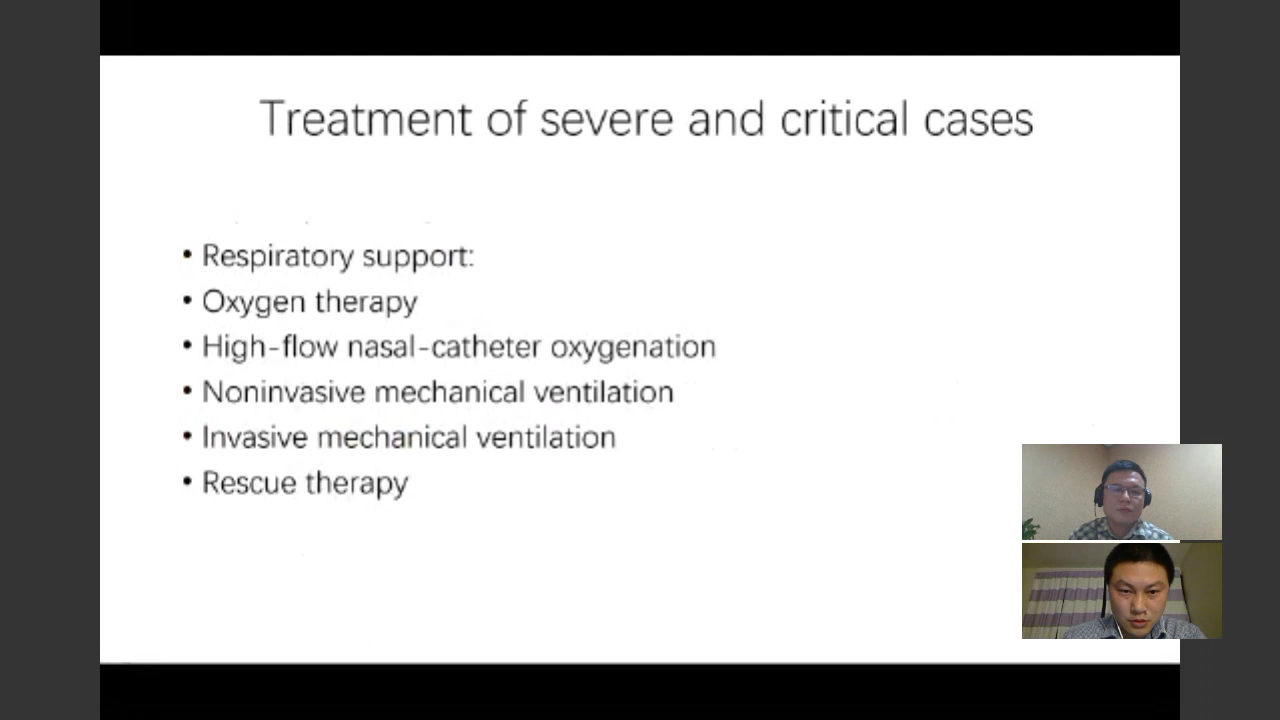 Treatment of severe and critical cases
• Respiratory support:
• Oxygen therapy
• High-flow nasal-catheter oxygenation
• Noninvasive mechanical ventilation
• Invasive mechanical ventilation
• Rescue therapy